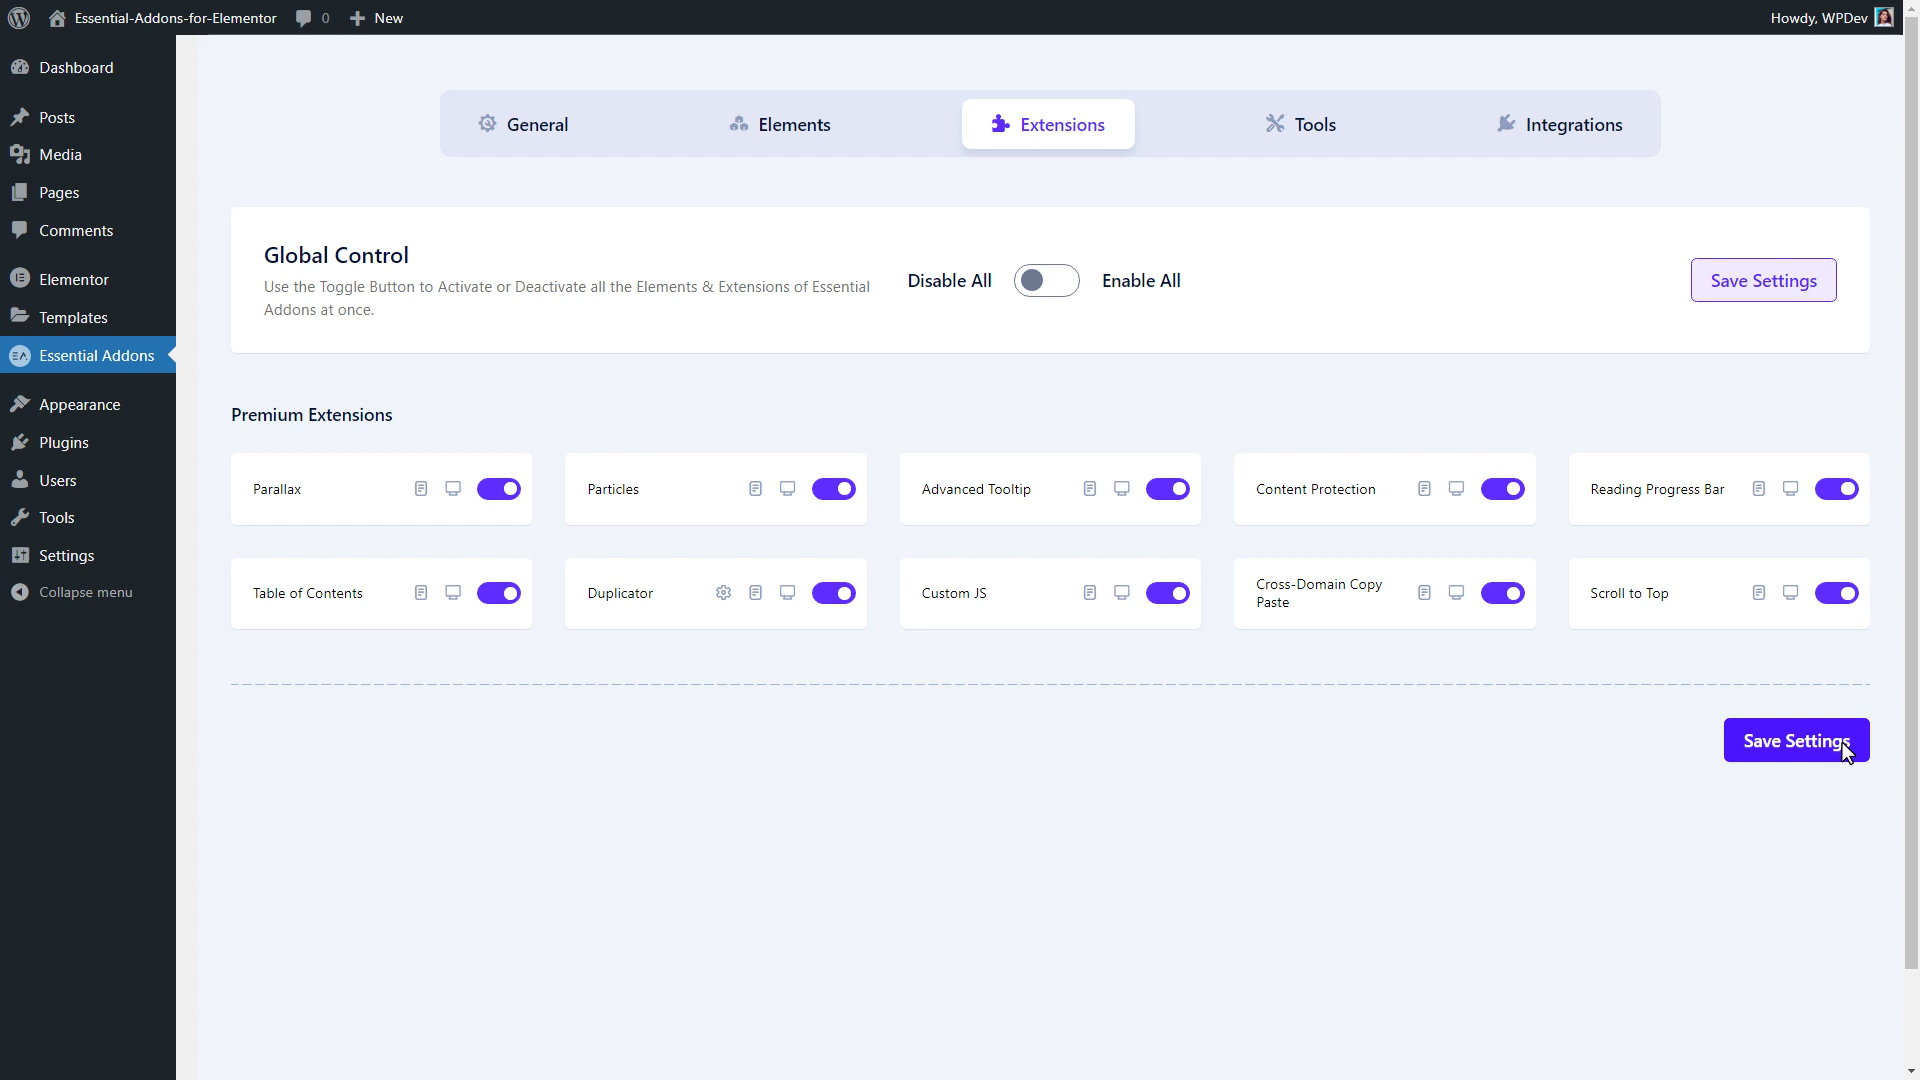 Essential-Addons-for-Elementor
0
New
Howdy, WPDev
Dashboard
Posts
Media
Pages
Comments
Elementor
Templates
EA Essential Addons
Appearance
Plugins
Users
Tools
Settings
Collapse menu
General
Elements
Extensions
Tools
Integrations
Global Control
Use the Toggle Button to Activate or Deactivate all the Elements & Extensions of Essential
Addons at once.
Disable All
Enable All
Save Settings
Premium Extensions
Parallax
Particles
Advanced Tooltip
Content Protection
Reading Progress Bar
Table of Contents
Duplicator
Custom JS
Cross-Domain Copy
Paste
Scroll to Top
Save Settings